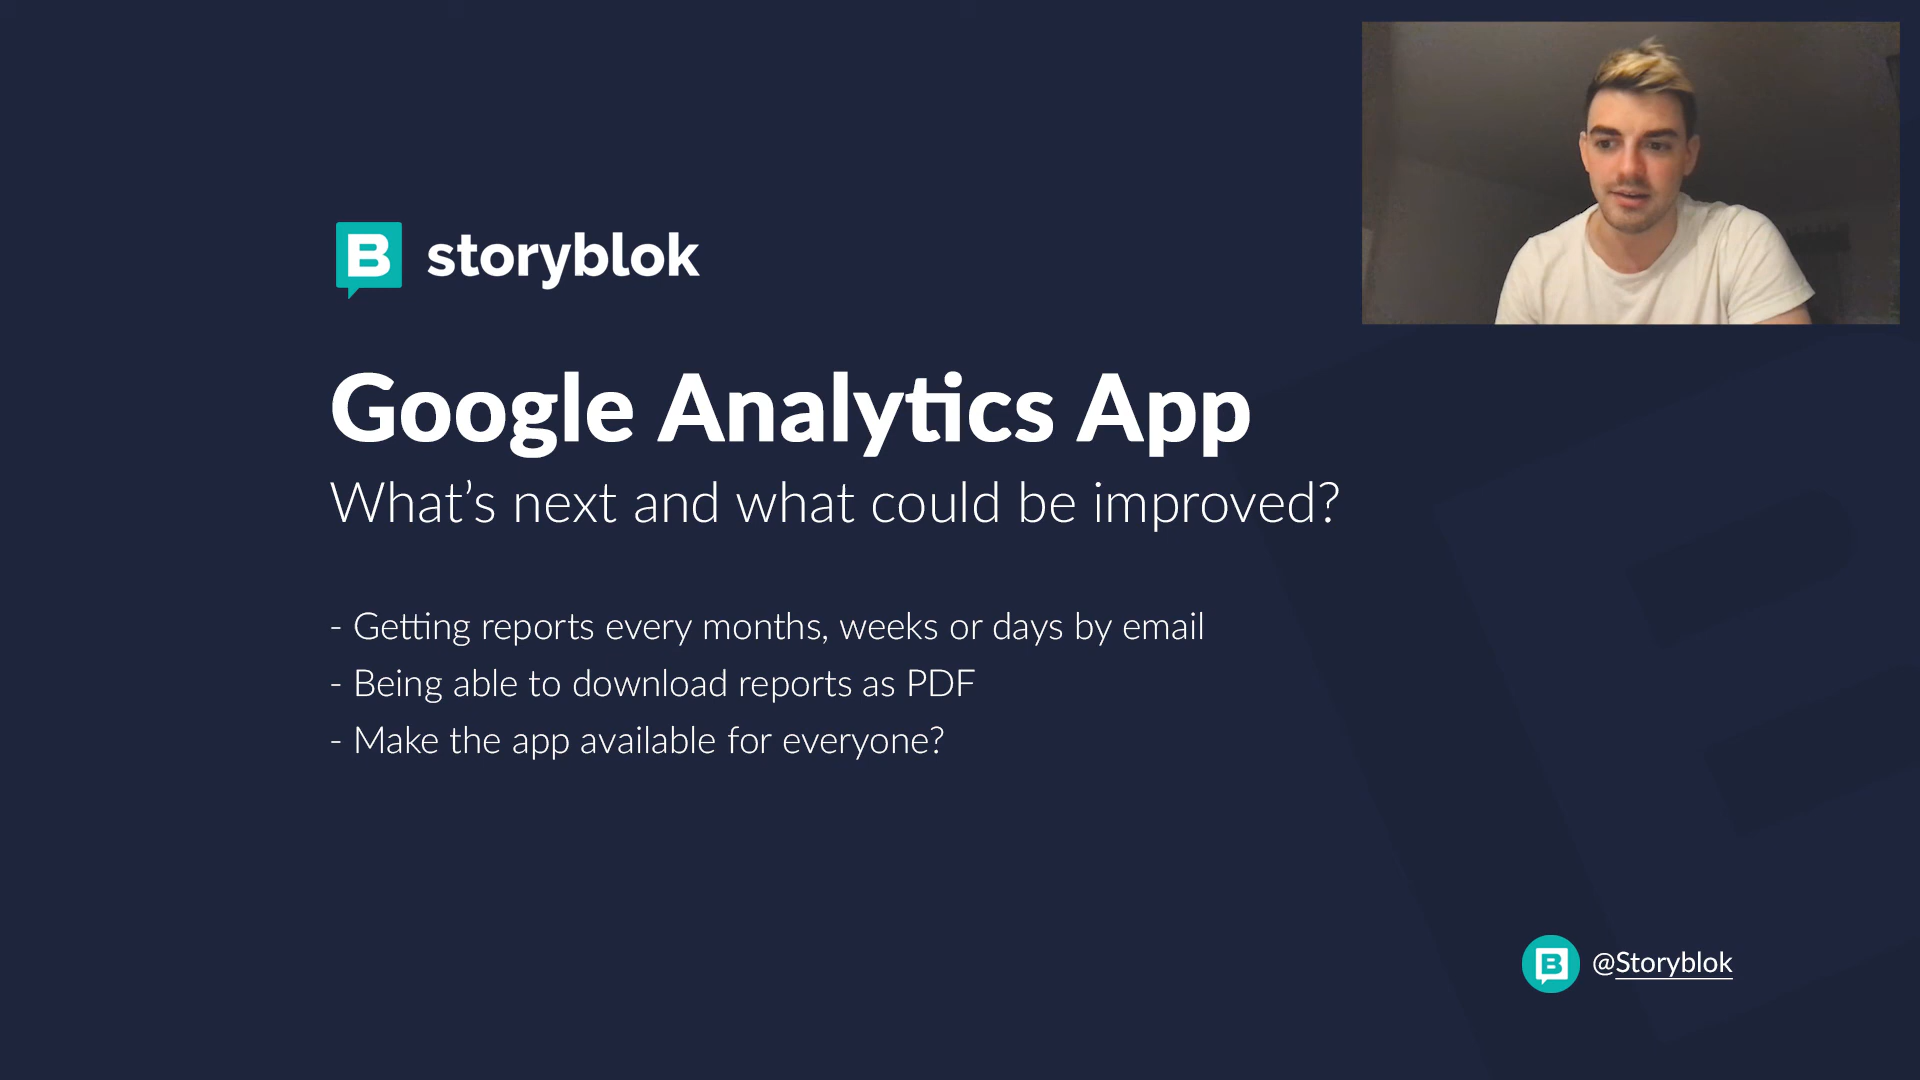 B storyblok
Google Analytics App
What's next and what could be improved?
- Getting reports every months, weeks or days by email
- Being able to download reports as PDF
- Make the app available for everyone?
B @Storyblok